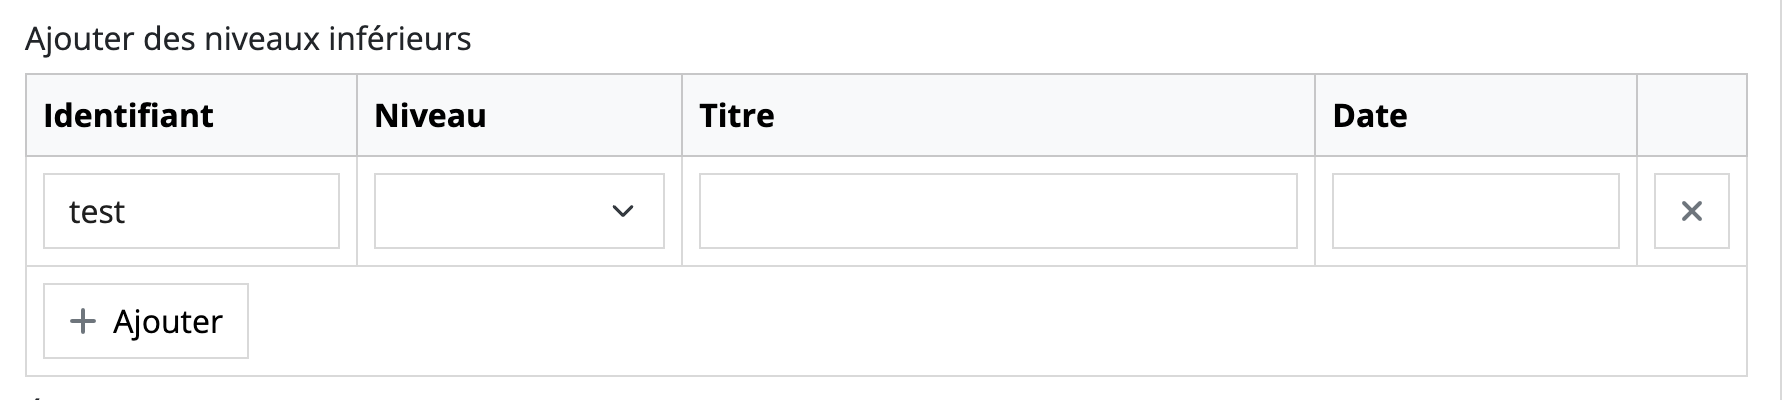 Ajouter des niveaux inférieurs
Identifiant Niveau Titre Date
test
Ajouter